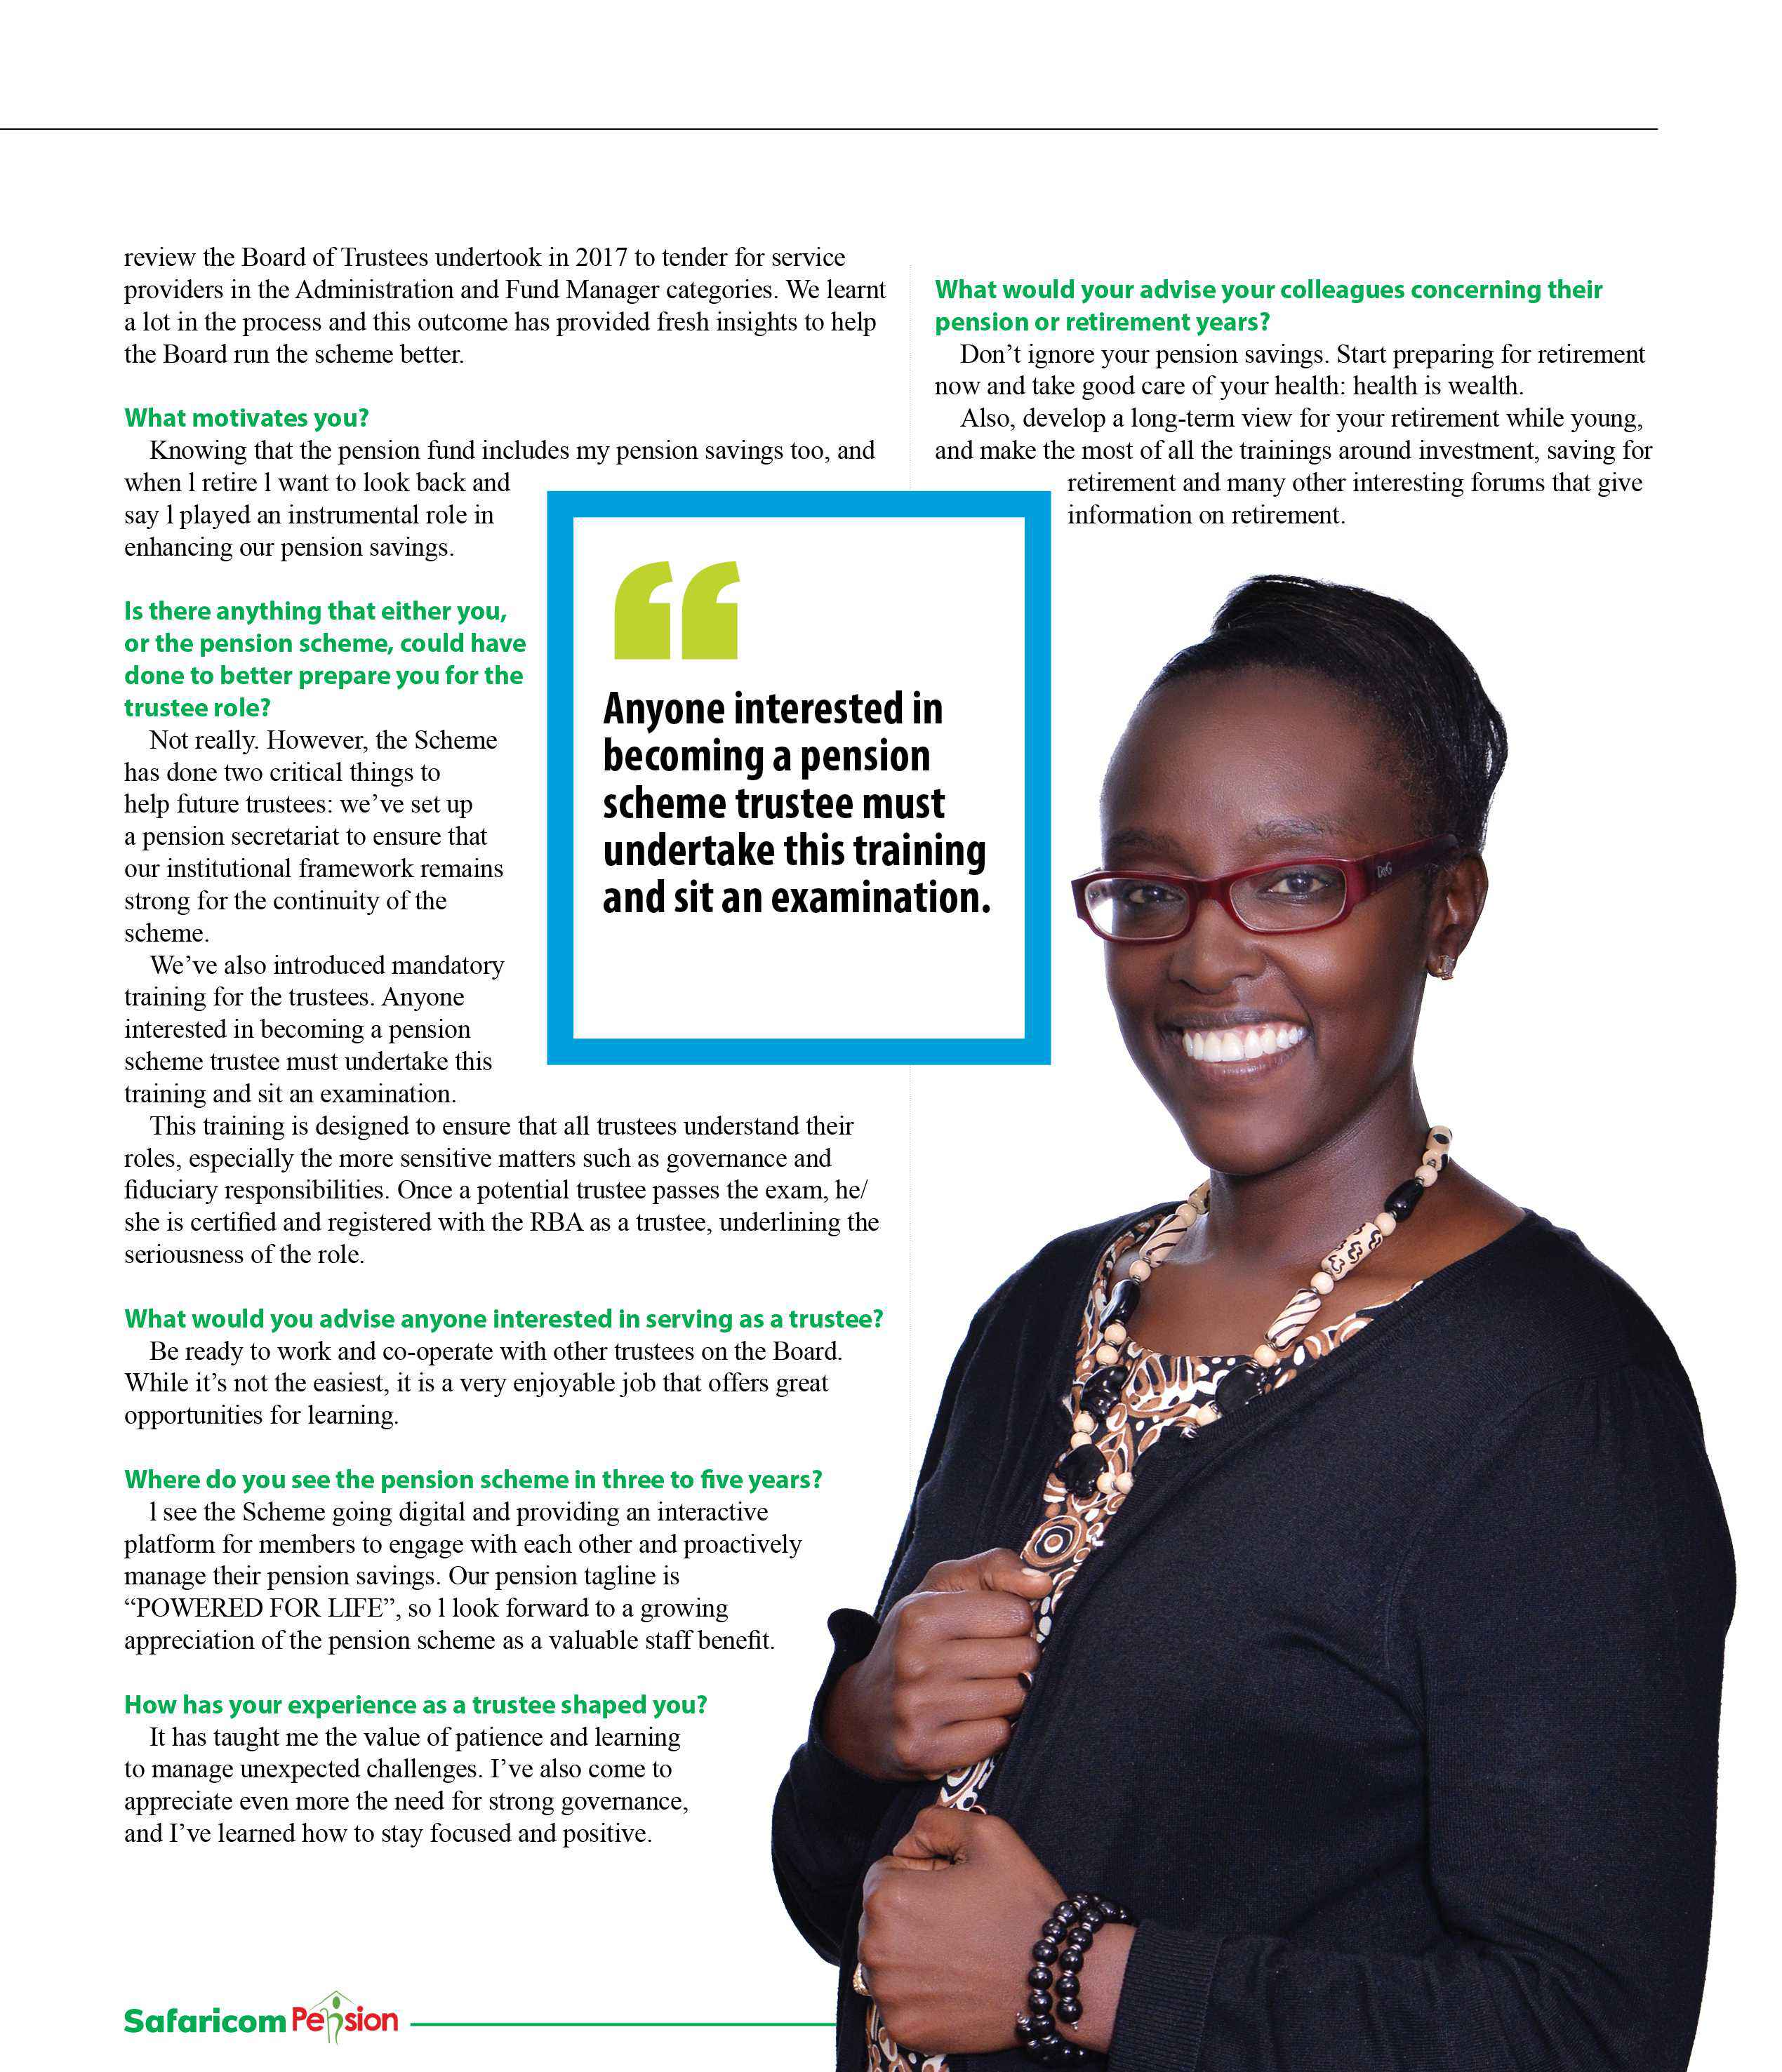 review the Board of Trustees undertook in 2017 to tender for service
providers in the Administration and Fund Manager categories. We learnt
a lot in the process and this outcome has provided fresh insights to help
the Board run the scheme better.
What motivates you?
Knowing that the pension fund includes my pension savings too, and
when l retire l want to look back and
say l played an instrumental role in
enhancing our pension savings.
Is there anything that either you,
or the pension scheme, could have
done to better prepare you for the
trustee role?
Not really. However, the Scheme
has done two critical things to
help future trustees: we’ve set up
a pension secretariat to ensure that
our institutional framework remains
strong for the continuity of the
scheme.
We’ve also introduced mandatory
training for the trustees. Anyone
interested in becoming a pension
scheme trustee must undertake this
training and sit an examination.
This training is designed to ensure that all trustees understand their
roles, especially the more sensitive matters such as governance and
fiduciary responsibilities. Once a potential trustee passes the exam, he/
she is certified and registered with the RBA as a trustee, underlining the
seriousness of the role.
What would you advise anyone interested in serving as a trustee?
Be ready to work and co-operate with other trustees on the Board.
While it’s not the easiest, it is a very enjoyable job that offers great
opportunities for learning.
Where do you see the pension scheme in three to five years?
l see the Scheme going digital and providing an interactive
platform for members to engage with each other and proactively
manage their pension savings. Our pension tagline is
“POWERED FOR LIFE”, so l look forward to a growing
appreciation of the pension scheme as a valuable staff benefit.
How has your experience as a trustee shaped you?
It has taught me the value of patience and learning
to manage unexpected challenges. I’ve also come to
appreciate even more the need for strong governance,
and I’ve learned how to stay focused and positive.
What would your advise your colleagues concerning their
pension or retirement years?
Don’t ignore your pension savings. Start preparing for retirement
now and take good care of your health: health is wealth.
Also, develop a long-term view for your retirement while young,
and make the most of all the trainings around investment, saving for
retirement and many other interesting forums that give
information on retirement.
“
Anyone interested in
becoming a pension
scheme trustee must
undertake this training
and sit an examination.
D&G
Safaricom Pension